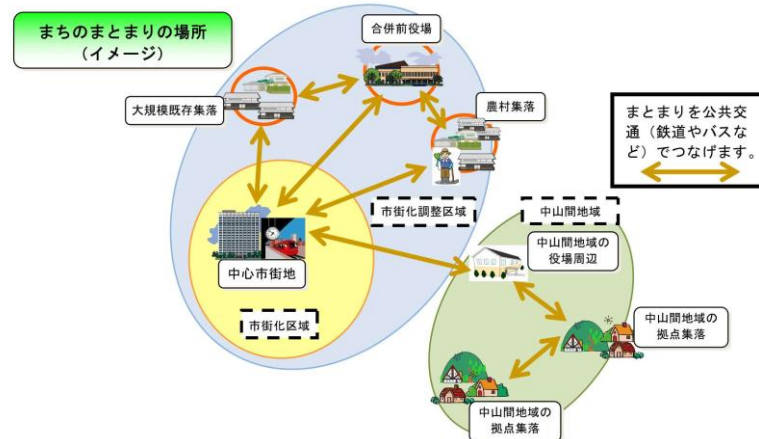 まちのまとまりの場所
（イメージ）
合併前役場
大規模既存集落
農村集落
まとまりを公共交
通（鉄道やバスな
ど）でつなげます。
市街化調整区域
中山間地域
中山間地域の
役場周辺
中心市街地
市街化区域
中山間地域の
拠点集落
中山間地域の
拠点集落